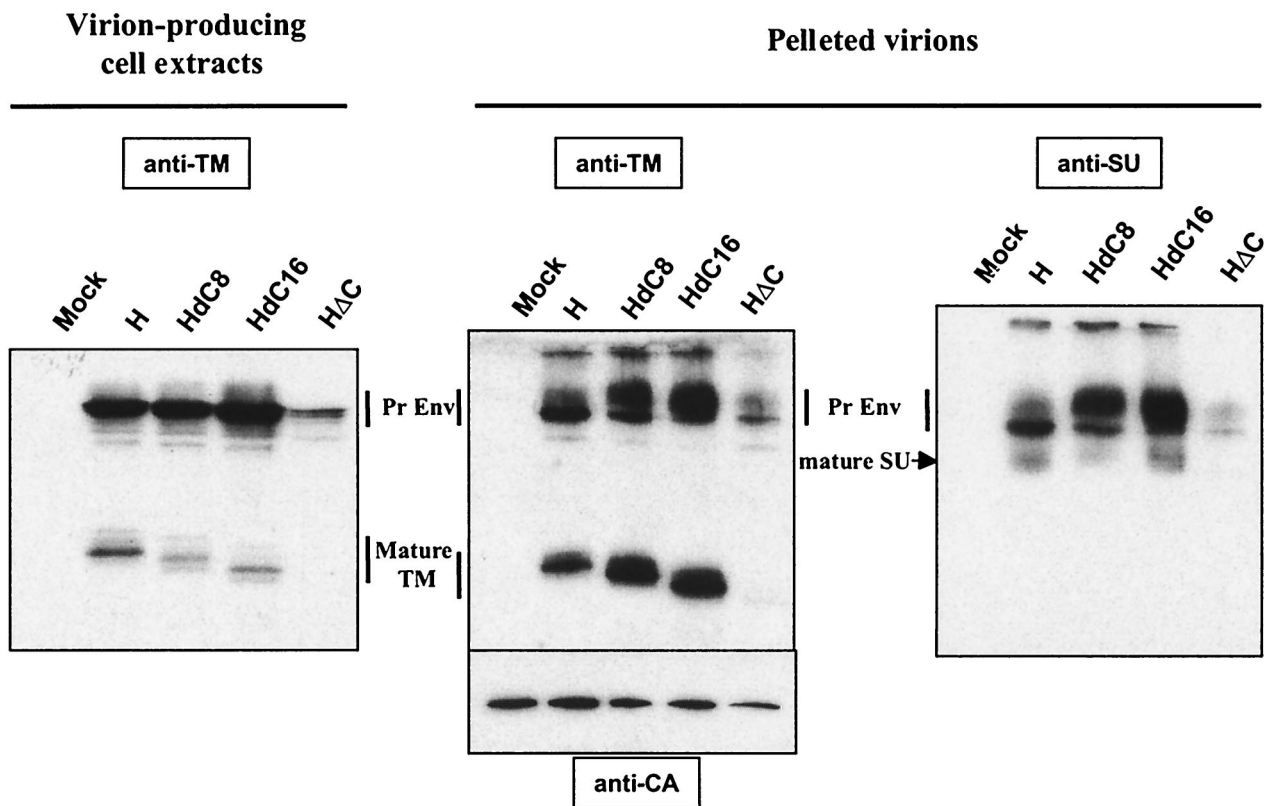 Virion-producing
cell extracts
Pelleted virions
anti-TM
anti-TM
anti-SU
Mock
H
HdC8
HdC16
HΔC
Mock
H
HdC8
HdC16
HΔC
Mock
H
HdC8
HdC16
HΔC
Pr Env
Pr Env
mature SU
Mature
TM
anti-CA